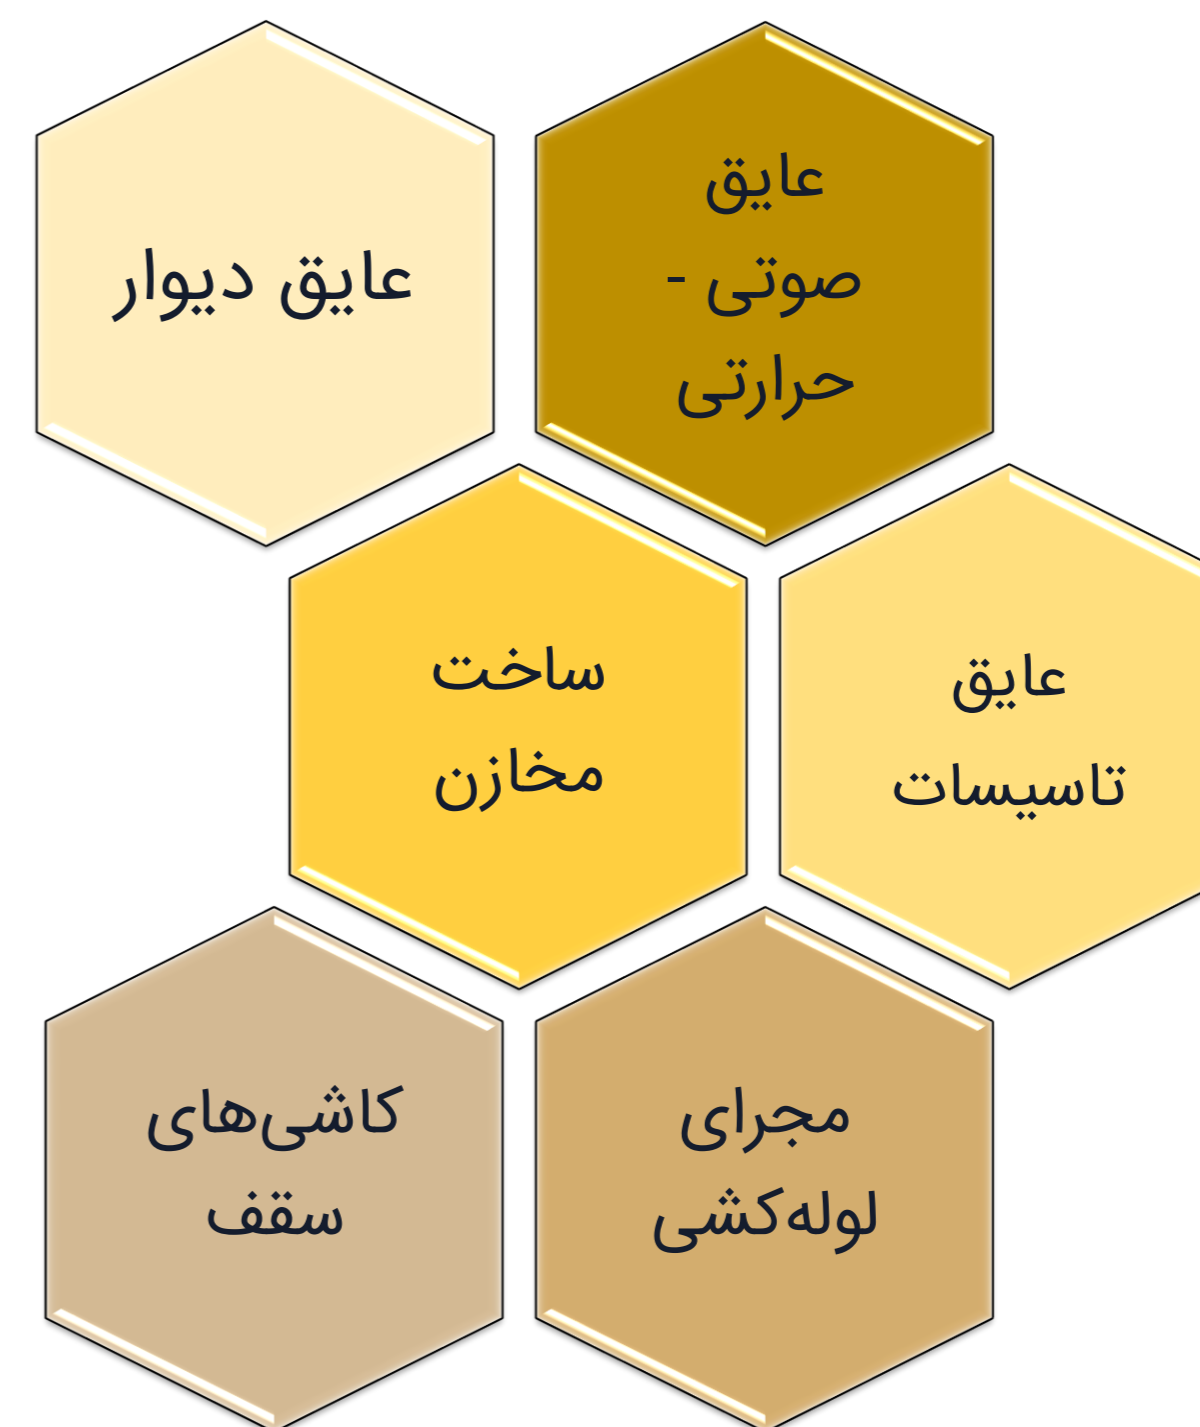 عایق
صوتی -
حرارتی
عایق دیوار
عایق
تاسیسات
ساخت
مخازن
مجرای
لوله‌کشی
کاشی‌های
سقف